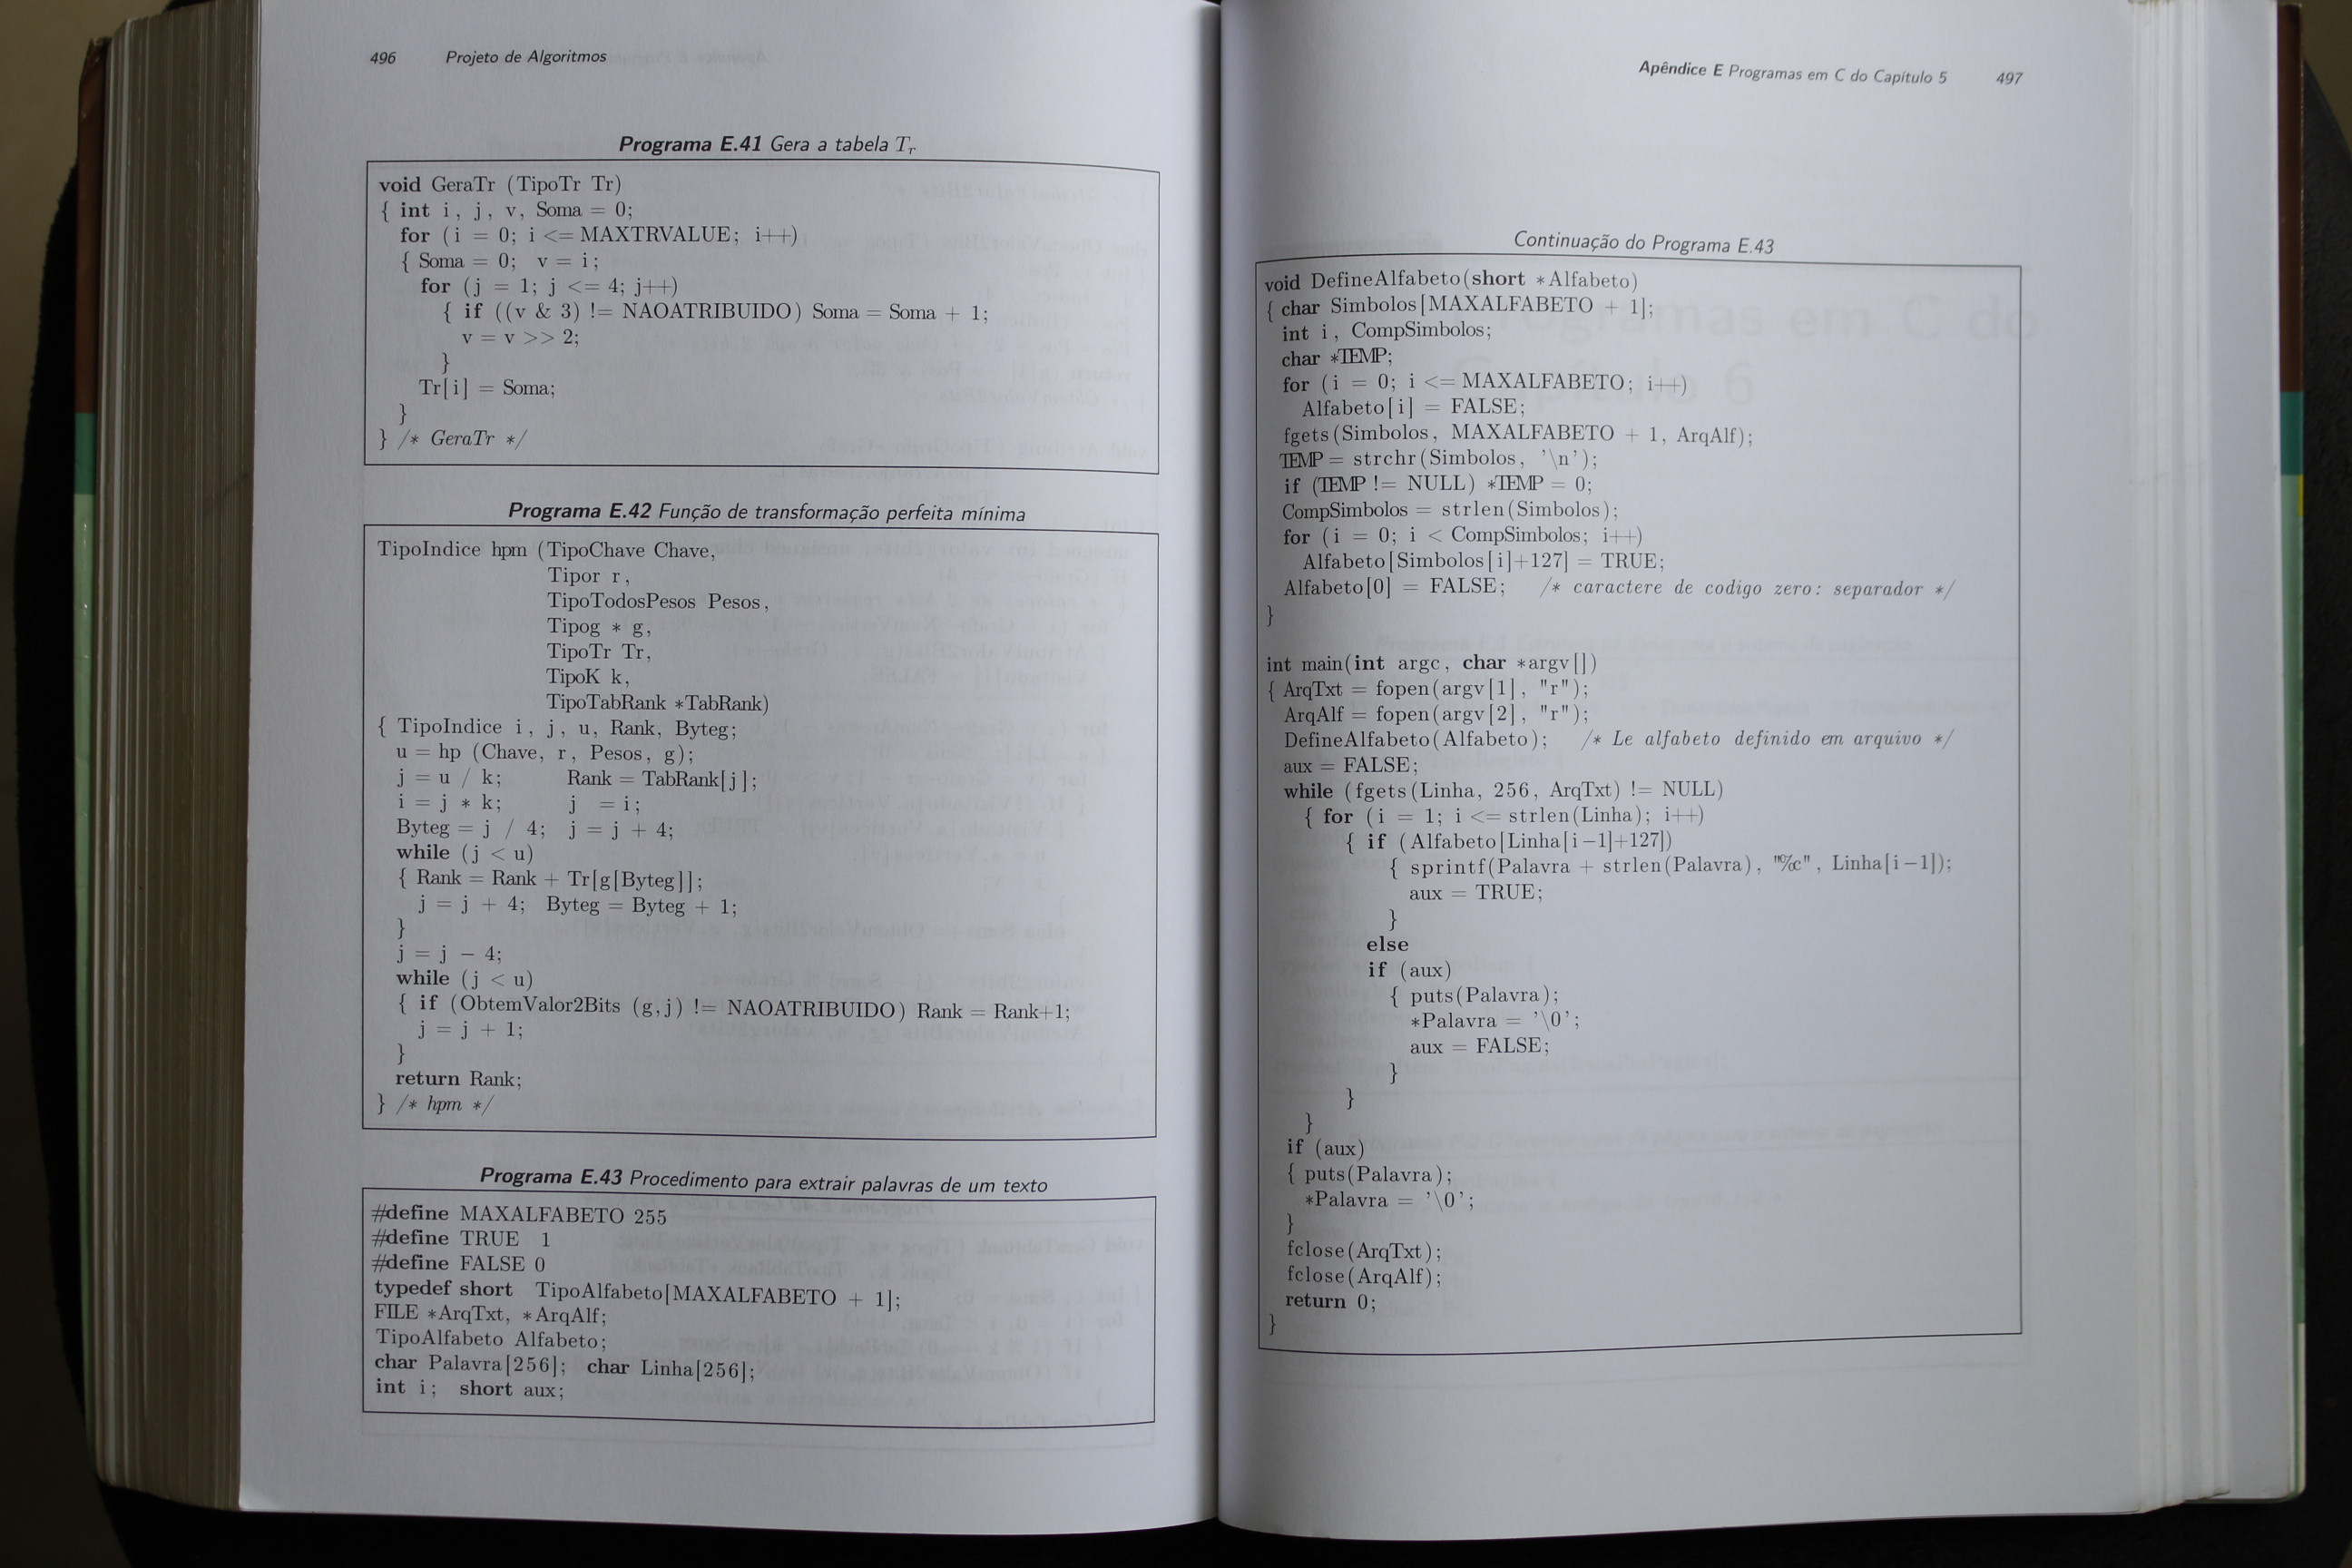 496 Projeto de Algoritmos
Programa E.41 Gera a tabela Tr
void GeraTr (TipoTr Tr)
{ int i, j, v, Soma = 0;
for (i = 0; i <= MAXTRVALUE; i++)
{ Soma = 0; v = i;
for (j = 1; j <= 4; j++)
{ if ((v & 3) != NAOATRIBUIDO) Soma = Soma + 1;
v = v >> 2;
}
Tr[i] = Soma;
}
} /* GeraTr */
Programa E.42 Função de transformação perfeita mínima
TipoIndice hpm (TipoChave Chave,
Tipor r,
TipoTodosPesos Pesos,
Tipog * g,
TipoTr Tr,
TipoK k,
TipoTabRank *TabRank)
{ TipoIndice i, j, u, Rank, Byteg;
u = hp (Chave, r, Pesos, g);
j = u / k; Rank = TabRank[j];
i = j * k; j = i;
Byteg = j / 4; j = j + 4;
while (j < u)
{ Rank = Rank + Tr[g[Byteg]];
j = j + 4; Byteg = Byteg + 1;
}
j = j - 4;
while (j < u)
{ if (ObtemValor2Bits (g,j) != NAOATRIBUIDO) Rank = Rank+1;
j = j + 1;
}
return Rank;
} /* hpm */
Programa E.43 Procedimento para extrair palavras de um texto
#define MAXALFABETO 255
#define TRUE 1
#define FALSE 0
typedef short TipoAlfabeto[MAXALFABETO + 1];
FILE *ArqTxt, *ArqAlf;
TipoAlfabeto Alfabeto;
char Palavra[256]; char Linha[256];
int i; short aux;
Apêndice E Programas em C do Capítulo 5 497
Continuação do Programa E.43
void DefineAlfabeto(short *Alfabeto)
{ char Simbolos[MAXALFABETO + 1];
int i, CompSimbolos;
char *TEMP;
for (i = 0; i <= MAXALFABETO; i++)
Alfabeto[i] = FALSE;
fgets(Simbolos, MAXALFABETO + 1, ArqAlf);
TEMP = strchr(Simbolos, '\n');
if (TEMP != NULL) *TEMP = 0;
CompSimbolos = strlen(Simbolos);
for (i = 0; i < CompSimbolos; i++)
Alfabeto[Simbolos[i]+127] = TRUE;
Alfabeto[0] = FALSE; /* caractere de codigo zero: separador */
}
int main(int argc, char *argv[])
{ ArqTxt = fopen(argv[1], "r");
ArqAlf = fopen(argv[2], "r");
DefineAlfabeto(Alfabeto); /* Le alfabeto definido em arquivo */
aux = FALSE;
while (fgets(Linha, 256, ArqTxt) != NULL)
{ for (i = 1; i <= strlen(Linha); i++)
{ if (Alfabeto[Linha[i-1]+127])
{ sprintf(Palavra + strlen(Palavra), "%c", Linha[i-1]);
aux = TRUE;
}
else
if (aux)
{ puts(Palavra);
*Palavra = '\0';
aux = FALSE;
}
}
}
if (aux)
{ puts(Palavra);
*Palavra = '\0';
}
fclose(ArqTxt);
fclose(ArqAlf);
return 0;
}